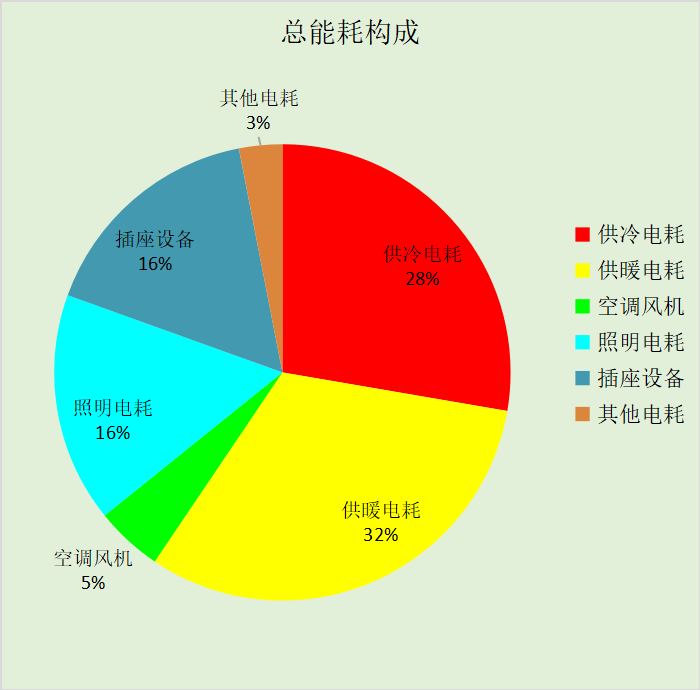 总能耗构成
其他电耗
3%
供冷电耗
28%
插座设备
16%
照明电耗
16%
供暖电耗
32%
空调风机
5%
供冷电耗
供暖电耗
空调风机
照明电耗
插座设备
其他电耗